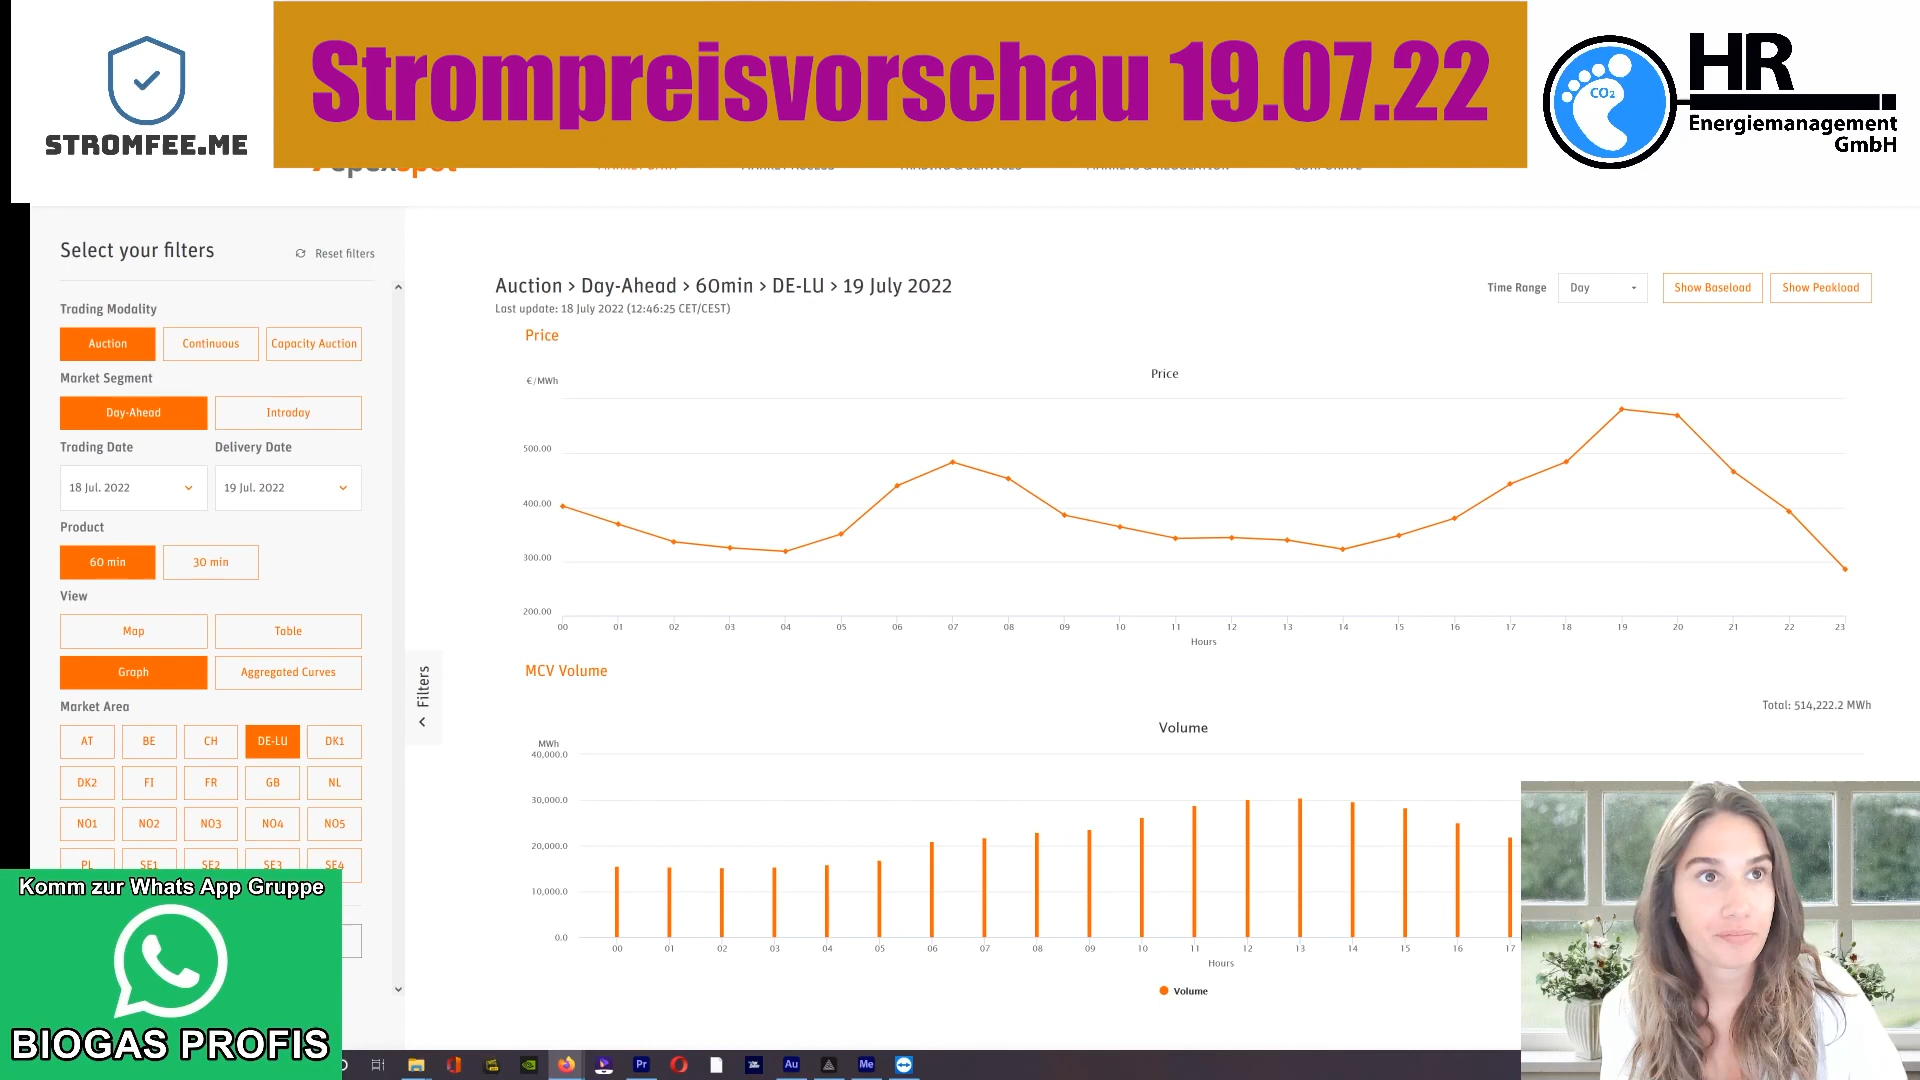 STROMFEE.ME
Strompreisvorschau 19.07.22
CO₂
HR
Energiemanagement
GmbH
Select your filters
Reset filters
Trading Modality
Auction
Continuous
Capacity Auction
Market Segment
Day-Ahead
Intraday
Trading Date
Delivery Date
18 Jul. 2022
19 Jul. 2022
Product
60 min
30 min
View
Map
Table
Graph
Aggregated Curves
Market Area
AT BE CH DE-LU DK1
DK2 FI FR GB NL
NO1 NO2 NO3 NO4 NO5
PL SE1 SE2 SE3 SE4
Komm zur Whats App Gruppe
BIOGAS PROFIS
Filters
Auction > Day-Ahead > 60min > DE-LU > 19 July 2022
Last update: 18 July 2022 (12:46:25 CET/CEST)
Time Range
Day
Show Baseload
Show Peakload
Price
Price
€/MWh
500.00
400.00
300.00
200.00
00 01 02 03 04 05 06 07 08 09 10 11 12 13 14 15 16 17 18 19 20 21 22 23
Hours
MCV Volume
Total: 514,222.2 MWh
Volume
MWh
40,000.0
30,000.0
20,000.0
10,000.0
0.0
00 01 02 03 04 05 06 07 08 09 10 11 12 13 14 15 16 17
Hours
Volume
Pr
Au
Me